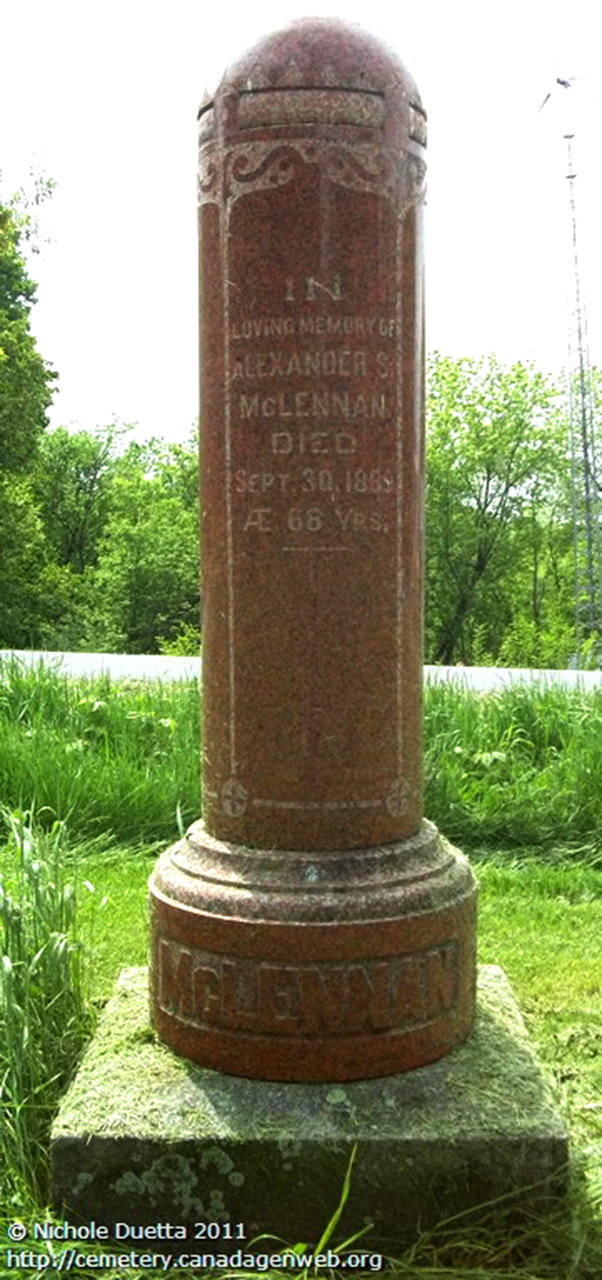 IN
LOVING MEMORY OF
ALEXANDER S.
McLENNAN
DIED
SEPT. 30, 1889
Æ 68 YRS.
McLENNAN
© Nichole Duetta 2011
http://cemetery.canadagenweb.org